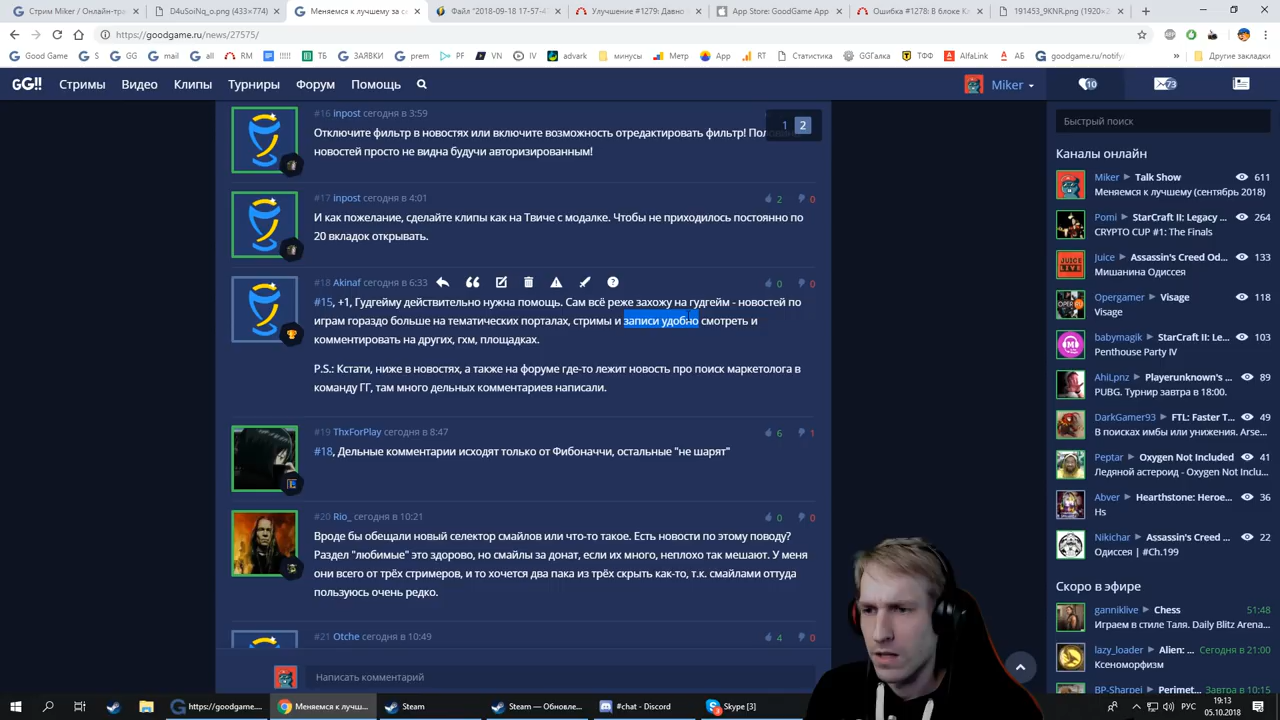 Меняемся к / GoodGame.r
D4uSoiNq_o.png (433×774)
Меняемся к лучшему за се
Файл "2018-09-18 17-57-4
Улучшение #1279: Удобно
App Store: GoodGame App
Ошибка #1278: В блоке К
191453_9KNR.png (1920×2
https://goodgame.ru/news/27575/
Good Game S GG mail all RM !!!!! ЗАЯВКИ prem PF VN IV advark минусы Метр App RT Статистика GGГалка ТФФ AlfaLink АБ goodgame.ru/notify » Другие закладки
GG!! Стримы Видео Клипы Турниры Форум Помощь Miker 10 73
#16 inpost сегодня в 3:59
1 2
Отключите фильтр в новостях или включите возможность отредактировать фильтр!
новостей просто не видна будучи авторизированным!
#17 inpost сегодня в 4:01 2 0
И как пожелание, сделайте клипы как на Твиче с модалке. Чтобы не приходилось постоянно по
20 вкладок открывать.
#18 Akinaf сегодня в 6:33 0 0
#15, +1, Гудгейму действительно нужна помощь. Сам всё реже захожу на гудгейм - новостей по
играм гораздо больше на тематических порталах, стримы и записи удобно смотреть и
комментировать на других, гхм, площадках.
P.S.: Кстати, ниже в новостях, а также на форуме где-то лежит новость про поиск маркетолога в
команду ГГ, там много дельных комментариев написали.
#19 ThxForPlay сегодня в 8:47 6 1
#18, Дельные комментарии исходят только от Фибоначчи, остальные "не шарят"
#20 Rio_ сегодня в 10:21 0 0
Вроде бы обещали новый селектор смайлов или что-то такое. Есть новости по этому поводу?
Раздел "любимые" это здорово, но смайлы за донат, если их много, неплохо так мешают. У меня
они всего от трёх стримеров, и то хочется два пака из трёх скрыть как-то, т.к. смайлами оттуда
пользуюсь очень редко.
#21 Otche сегодня в 10:49 4 0
Написать комментарий
Быстрый поиск
Каналы онлайн
Miker Talk Show 611
Меняемся к лучшему (сентябрь 2018)
Pomi StarCraft II: Legacy ... 264
CRYPTO CUP #1: The Finals
Juice Assassin's Creed Od... 133
Мишанина Одиссея
Opergamer Visage 118
Visage
babymagik StarCraft II: Le... 103
Penthouse Party IV
AhiLpnz Playerunknown's ... 89
PUBG. Турнир завтра в 18:00.
DarkGamer93 FTL: Faster T... 49
В поисках имбы или унижения. Arse...
Peptar Oxygen Not Included 41
Ледяной астероид - Oxygen Not Inclu...
Abver Hearthstone: Heroe... 36
Hs
Nikichar Assassin's Creed ... 22
Одиссея | #Ch.199
Скоро в эфире
ganniklive Chess 51:48
Играем в стиле Таля. Daily Blitz Arena...
lazy_loader Alien: ... Сегодня в 21:00
Ксеноморфизм
BP-Sharpei Perimet... Завтра в 10:15
https://goodgame....
Меняемся к лучш...
Steam
Steam — Обновле...
#chat - Discord
Skype [3]
РУС
19:13
05.10.2018